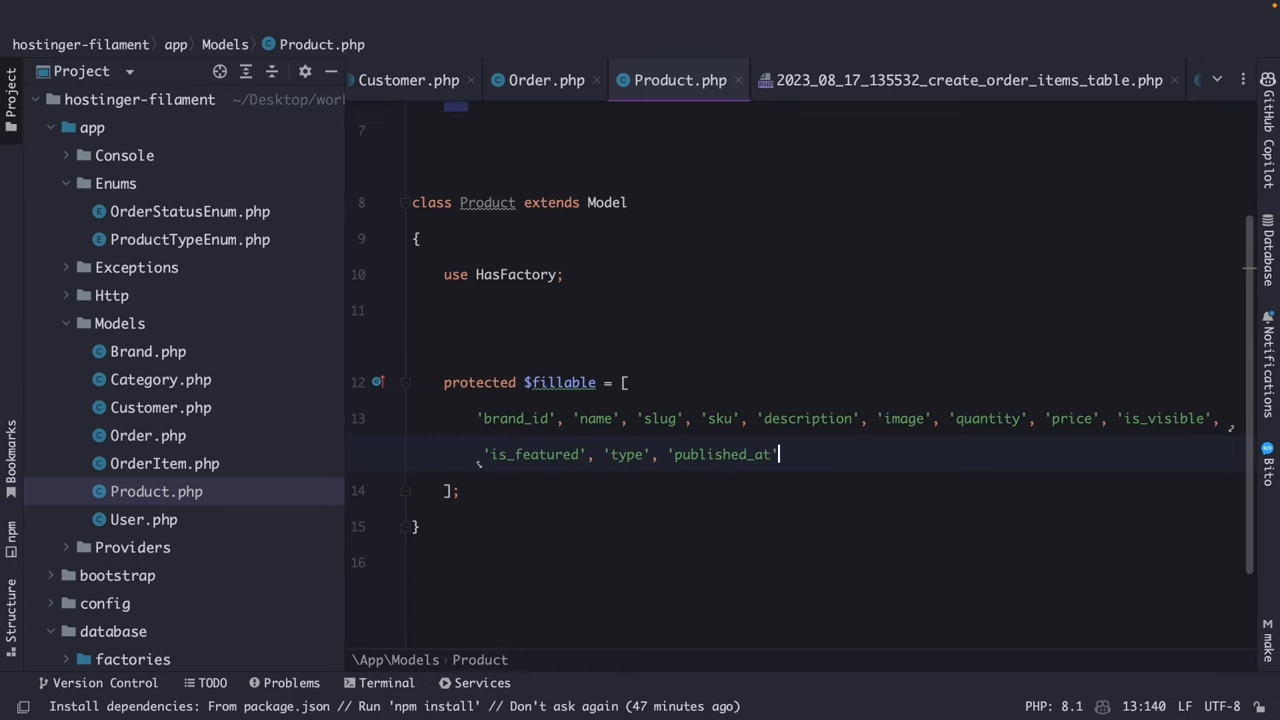 hostinger-filament app Models Product.php
Project
Customer.php Order.php Product.php 2023_08_17_135532_create_order_items_table.php
Project
hostinger-filament ~/Desktop/work
app
Console
Enums
OrderStatusEnum.php
ProductTypeEnum.php
Exceptions
Http
Models
Brand.php
Category.php
Customer.php
Order.php
OrderItem.php
Product.php
User.php
Providers
bootstrap
config
database
factories
Bookmarks
npm
Structure
7
8 class Product extends Model
9 {
10 use HasFactory;
11
12 protected $fillable = [
13 'brand_id', 'name', 'slug', 'sku', 'description', 'image', 'quantity', 'price', 'is_visible',
'is_featured', 'type', 'published_at'
14 ];
15 }
16
\App\Models Product
GitHub Copilot
Database
Notifications
Bito
M make
Version Control TODO Problems Terminal Services
Install dependencies: From package.json // Run 'npm install' // Don't ask again (47 minutes ago) PHP: 8.1 13:140 LF UTF-8